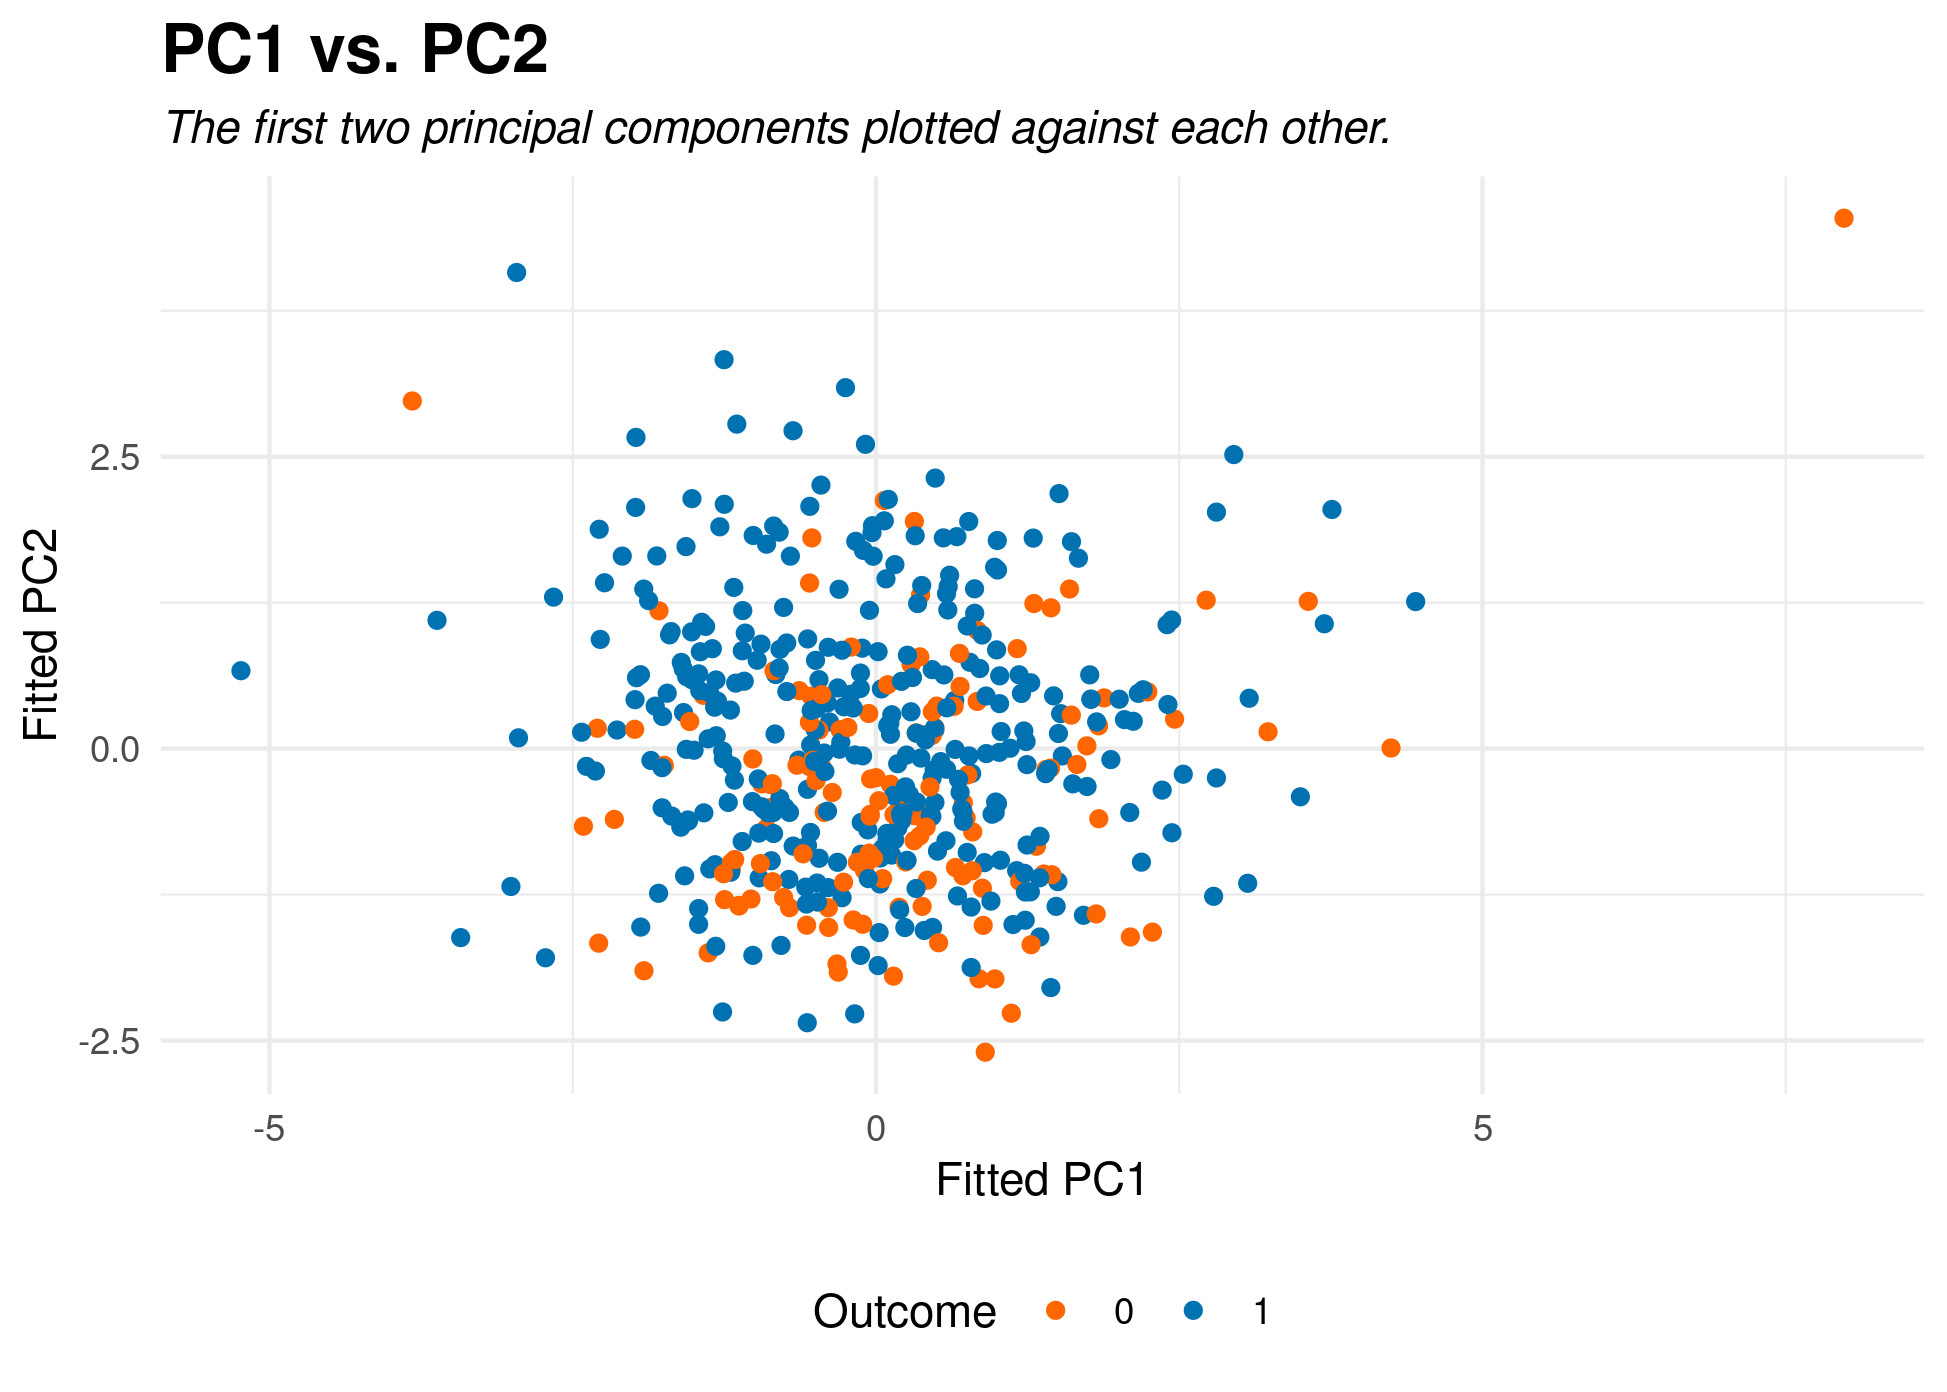 PC1 vs. PC2
The first two principal components plotted against each other.
Fitted PC2
2.5
0.0
-2.5
-5 0 5
Fitted PC1
Outcome 0 1